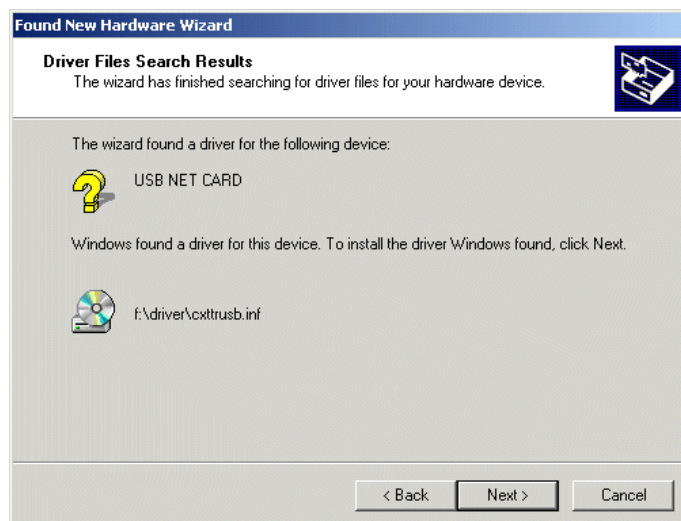 Found New Hardware Wizard
Driver Files Search Results
The wizard has finished searching for driver files for your hardware device.
The wizard found a driver for the following device:
USB NET CARD
Windows found a driver for this device. To install the driver Windows found, click Next.
f:\driver\cxttrusb.inf
< Back Next > Cancel